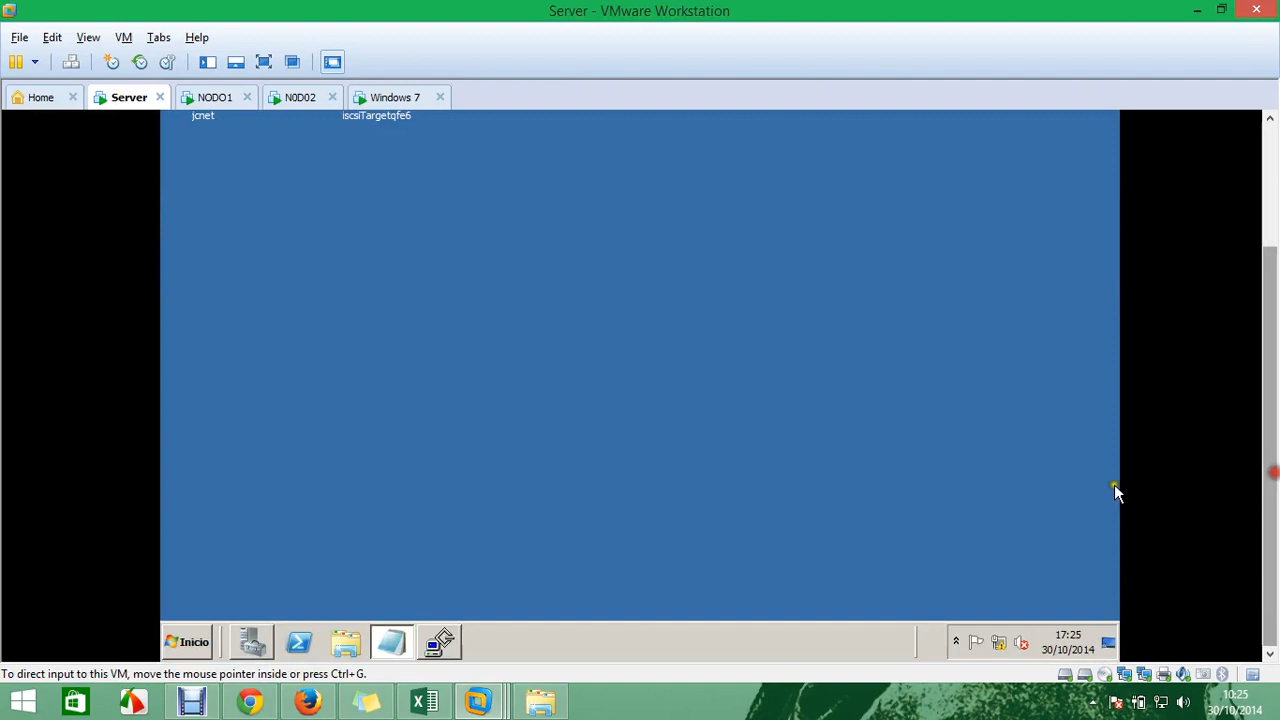 Server - VMware Workstation
File Edit View VM Tabs Help
Home Server NODO1 N0D02 Windows 7
jcnet iscsiTargetqfe6
Inicio 17:25
30/10/2014
To direct input to this VM, move the mouse pointer inside or press Ctrl+G.
10:25
30/10/2014